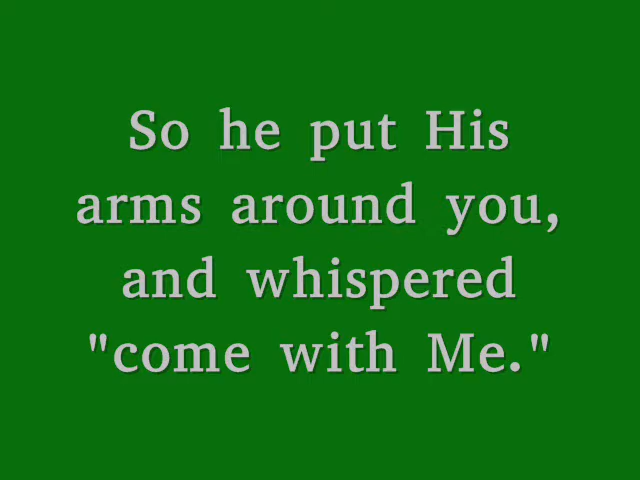 So he put His
arms around you,
and whispered
"come with Me."